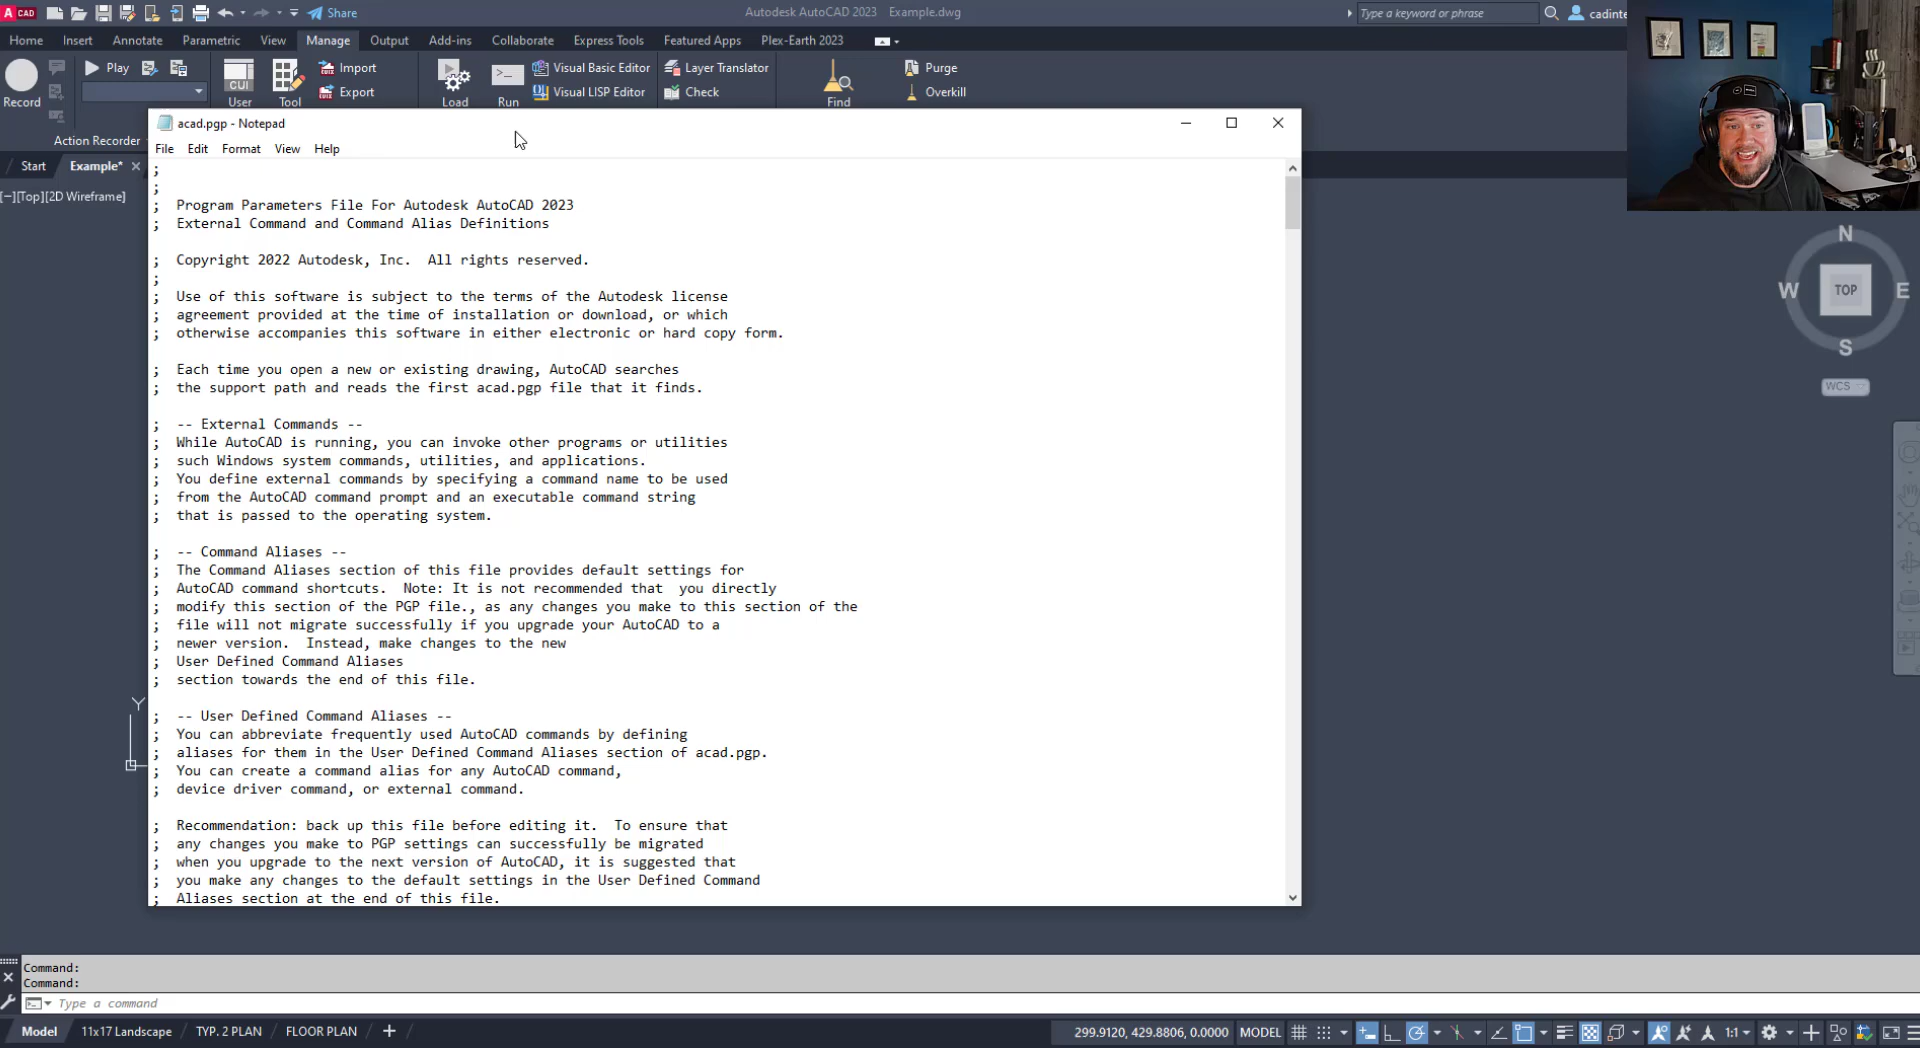 A CAD
Share
Autodesk AutoCAD 2023 Example.dwg
Type a keyword or phrase
cadinte
Home Insert Annotate Parametric View Manage Output Add-ins Collaborate Express Tools Featured Apps Plex-Earth 2023
Record
Play
CUI
User
Tool
Import
Export
Load
Run
Visual Basic Editor
Visual LISP Editor
Layer Translator
Check
Find
Purge
Overkill
Action Recorder
Start
Example*
[−][Top][2D Wireframe]
acad.pgp - Notepad
File Edit Format View Help
;
;
; Program Parameters File For Autodesk AutoCAD 2023
; External Command and Command Alias Definitions
; Copyright 2022 Autodesk, Inc. All rights reserved.
;
; Use of this software is subject to the terms of the Autodesk license
; agreement provided at the time of installation or download, or which
; otherwise accompanies this software in either electronic or hard copy form.
; Each time you open a new or existing drawing, AutoCAD searches
; the support path and reads the first acad.pgp file that it finds.
; -- External Commands --
; While AutoCAD is running, you can invoke other programs or utilities
; such Windows system commands, utilities, and applications.
; You define external commands by specifying a command name to be used
; from the AutoCAD command prompt and an executable command string
; that is passed to the operating system.
; -- Command Aliases --
; The Command Aliases section of this file provides default settings for
; AutoCAD command shortcuts. Note: It is not recommended that you directly
; modify this section of the PGP file., as any changes you make to this section of the
; file will not migrate successfully if you upgrade your AutoCAD to a
; newer version. Instead, make changes to the new
; User Defined Command Aliases
; section towards the end of this file.
; -- User Defined Command Aliases --
; You can abbreviate frequently used AutoCAD commands by defining
; aliases for them in the User Defined Command Aliases section of acad.pgp.
; You can create a command alias for any AutoCAD command,
; device driver command, or external command.
; Recommendation: back up this file before editing it. To ensure that
; any changes you make to PGP settings can successfully be migrated
; when you upgrade to the next version of AutoCAD, it is suggested that
; you make any changes to the default settings in the User Defined Command
; Aliases section at the end of this file.
N
W TOP E
S
WCS
Y
Command:
Command:
Type a command
Model 11x17 Landscape TYP. 2 PLAN FLOOR PLAN
299.9120, 429.8806, 0.0000 MODEL
1:1